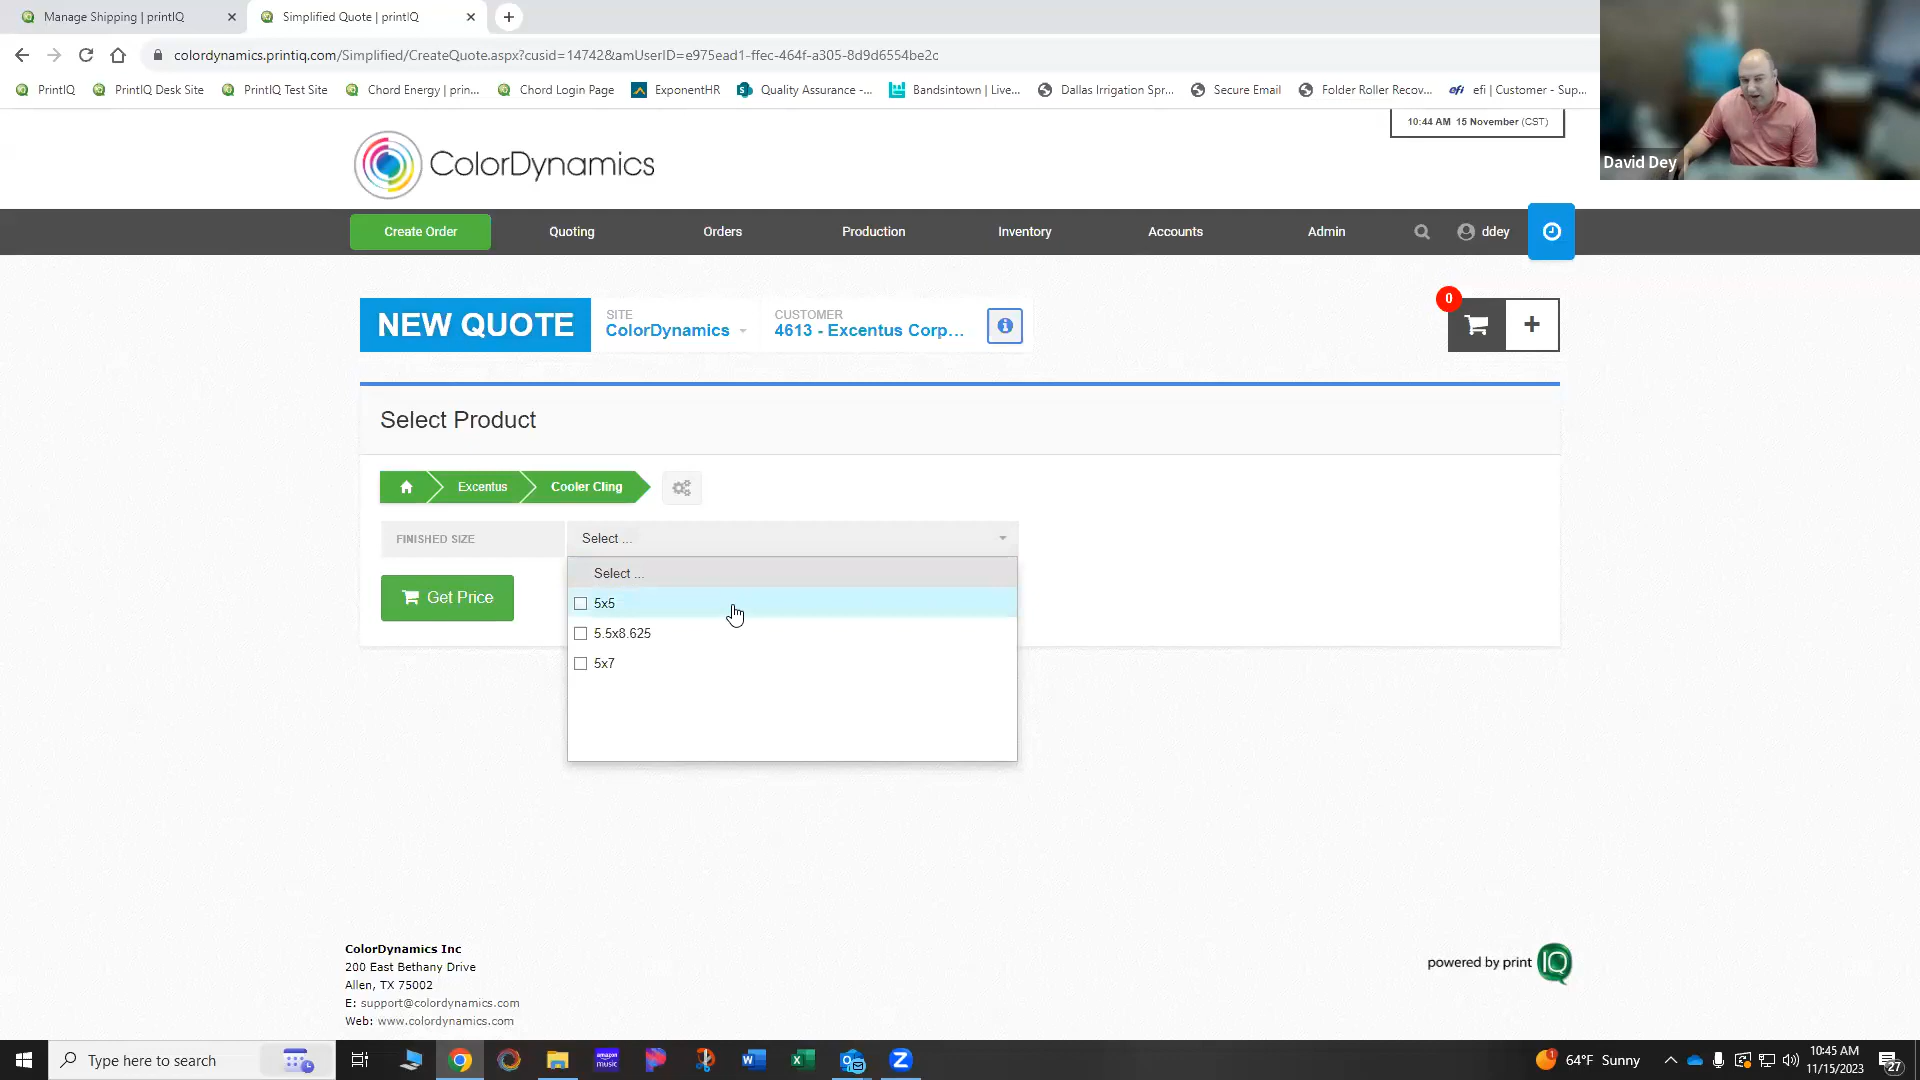 Manage Shipping | printIQ
Simplified Quote | printIQ
colordynamics.printiq.com/Simplified/CreateQuote.aspx?cusid=14742&amUserID=e975ead1-ffec-464f-a305-8d9d6554be2c
PrintIQ
PrintIQ Desk Site
PrintIQ Test Site
Chord Energy | prin...
Chord Login Page
ExponentHR
Quality Assurance -...
Bandsintown | Live...
Dallas Irrigation Spr...
Secure Email
Folder Roller Recov...
efi
efi | Customer - Sup...
10:44 AM 15 November (CST)
David Dey
ColorDynamics
Create Order
Quoting
Orders
Production
Inventory
Accounts
Admin
ddey
NEW QUOTE
SITE
ColorDynamics
CUSTOMER
4613 - Excentus Corp...
0
Select Product
Excentus
Cooler Cling
FINISHED SIZE
Select ...
Select ...
5x5
5.5x8.625
5x7
Get Price
ColorDynamics Inc
200 East Bethany Drive
Allen, TX 75002
E: support@colordynamics.com
Web: www.colordynamics.com
powered by print IQ
Type here to search
amazon music
64°F Sunny
10:45 AM
11/15/2023
27